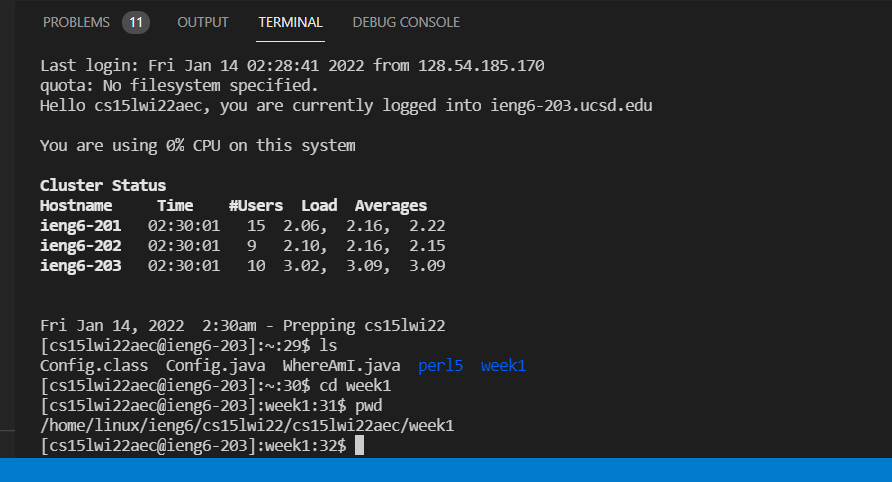 PROBLEMS 11 OUTPUT TERMINAL DEBUG CONSOLE
Last login: Fri Jan 14 02:28:41 2022 from 128.54.185.170
quota: No filesystem specified.
Hello cs15lwi22aec, you are currently logged into ieng6-203.ucsd.edu
You are using 0% CPU on this system
Cluster Status
Hostname     Time    #Users  Load  Averages
ieng6-201   02:30:01   15  2.06,  2.16,  2.22
ieng6-202   02:30:01   9   2.10,  2.16,  2.15
ieng6-203   02:30:01   10  3.02,  3.09,  3.09
Fri Jan 14, 2022  2:30am - Prepping cs15lwi22
[cs15lwi22aec@ieng6-203]:~:29$ ls
Config.class  Config.java  WhereAmI.java  perl5  week1
[cs15lwi22aec@ieng6-203]:~:30$ cd week1
[cs15lwi22aec@ieng6-203]:week1:31$ pwd
/home/linux/ieng6/cs15lwi22/cs15lwi22aec/week1
[cs15lwi22aec@ieng6-203]:week1:32$